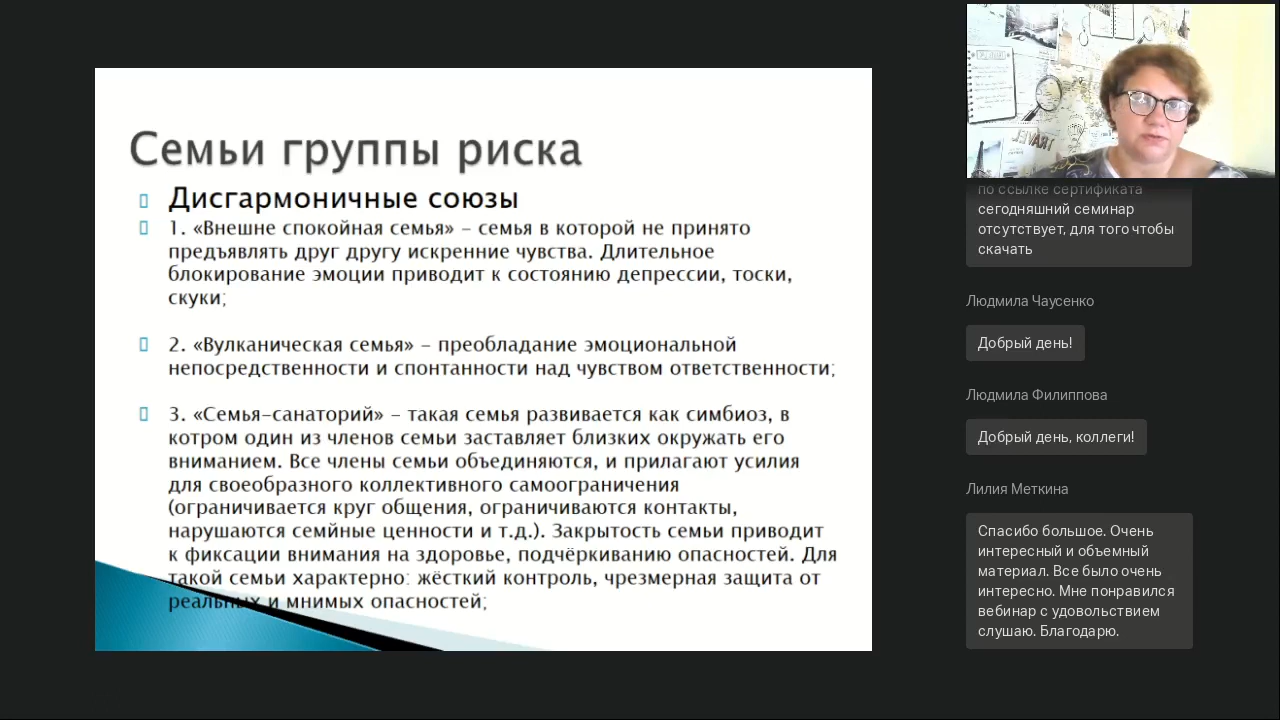 Семьи группы риска
Дисгармоничные союзы
1. «Внешне спокойная семья» – семья в которой не принято
предъявлять друг другу искренние чувства. Длительное
блокирование эмоции приводит к состоянию депрессии, тоски,
скуки;
2. «Вулканическая семья» – преобладание эмоциональной
непосредственности и спонтанности над чувством ответственности;
3. «Семья-санаторий» – такая семья развивается как симбиоз, в
котром один из членов семьи заставляет близких окружать его
вниманием. Все члены семьи объединяются, и прилагают усилия
для своеобразного коллективного самоограничения
(ограничивается круг общения, ограничиваются контакты,
нарушаются семйные ценности и т.д.). Закрытость семьи приводит
к фиксации внимания на здоровье, подчёркиванию опасностей. Для
такой семьи характерно: жёсткий контроль, чрезмерная защита от
реальных и мнимых опасностей;
TRAVEL
по ссылке сертификата
сегодняшний семинар
отсутствует, для того чтобы
скачать
Людмила Чаусенко
Добрый день!
Людмила Филиппова
Добрый день, коллеги!
Лилия Меткина
Спасибо большое. Очень
интересный и объемный
материал. Все было очень
интересно. Мне понравился
вебинар с удовольствием
слушаю. Благодарю.